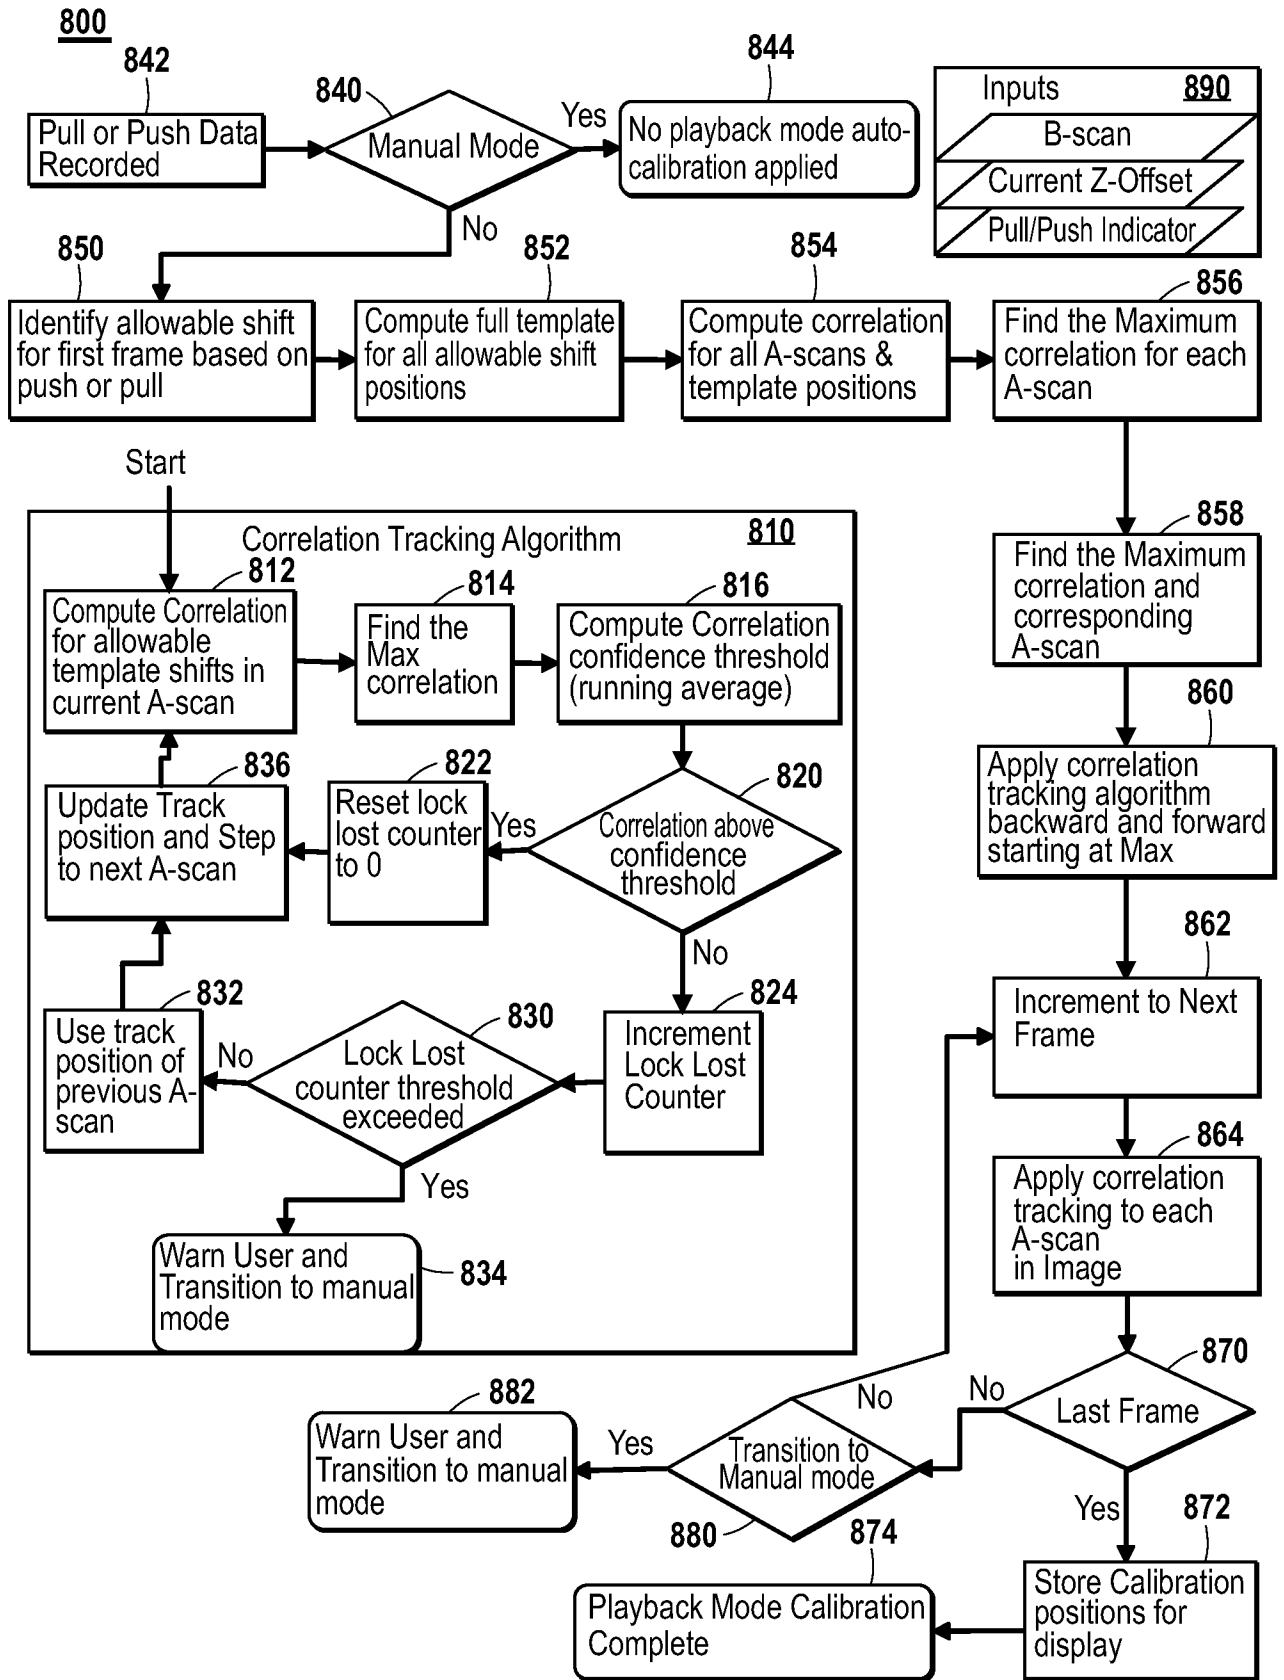 800
842
Pull or Push Data
Recorded
840
Manual Mode
Yes
No
844
No playback mode auto-
calibration applied
Inputs
890
B-scan
Current Z-Offset
Pull/Push Indicator
850
Identify allowable shift
for first frame based on
push or pull
852
Compute full template
for all allowable shift
positions
854
Compute correlation
for all A-scans &
template positions
856
Find the Maximum
correlation for each
A-scan
858
Find the Maximum
correlation and
corresponding
A-scan
860
Apply correlation
tracking algorithm
backward and forward
starting at Max
862
Increment to Next
Frame
864
Apply correlation
tracking to each
A-scan
in Image
870
Last Frame
No
Yes
872
Store Calibration
positions for
display
874
Playback Mode Calibration
Complete
880
Transition to
Manual mode
No
Yes
882
Warn User and
Transition to manual
mode
Start
Correlation Tracking Algorithm
810
812
Compute Correlation
for allowable
template shifts in
current A-scan
814
Find the
Max
correlation
816
Compute Correlation
confidence threshold
(running average)
820
Correlation above
confidence
threshold
Yes
No
822
Reset lock
lost counter
to 0
836
Update Track
position and Step
to next A-scan
824
Increment
Lock Lost
Counter
830
Lock Lost
counter threshold
exceeded
No
Yes
832
Use track
position of
previous A-
scan
834
Warn User and
Transition to manual
mode